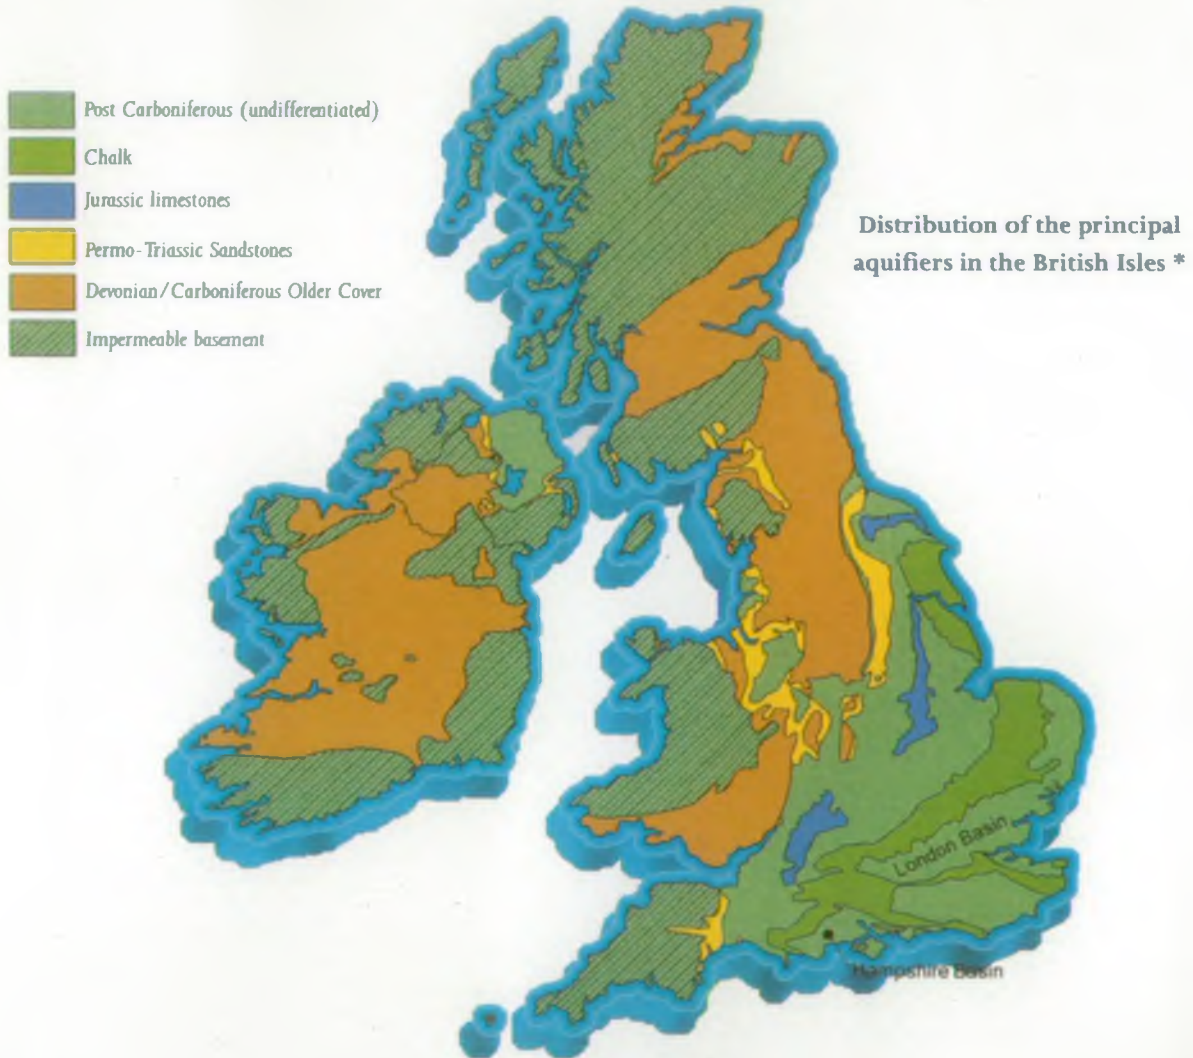 Post Carboniferous (undifferentiated)
Chalk
Jurassic limestones
Permo-Triassic Sandstones
Devonian/Carboniferous Older Cover
Impermeable basement
Distribution of the principal
aquifiers in the British Isles *
London Basin
Hampshire Basin